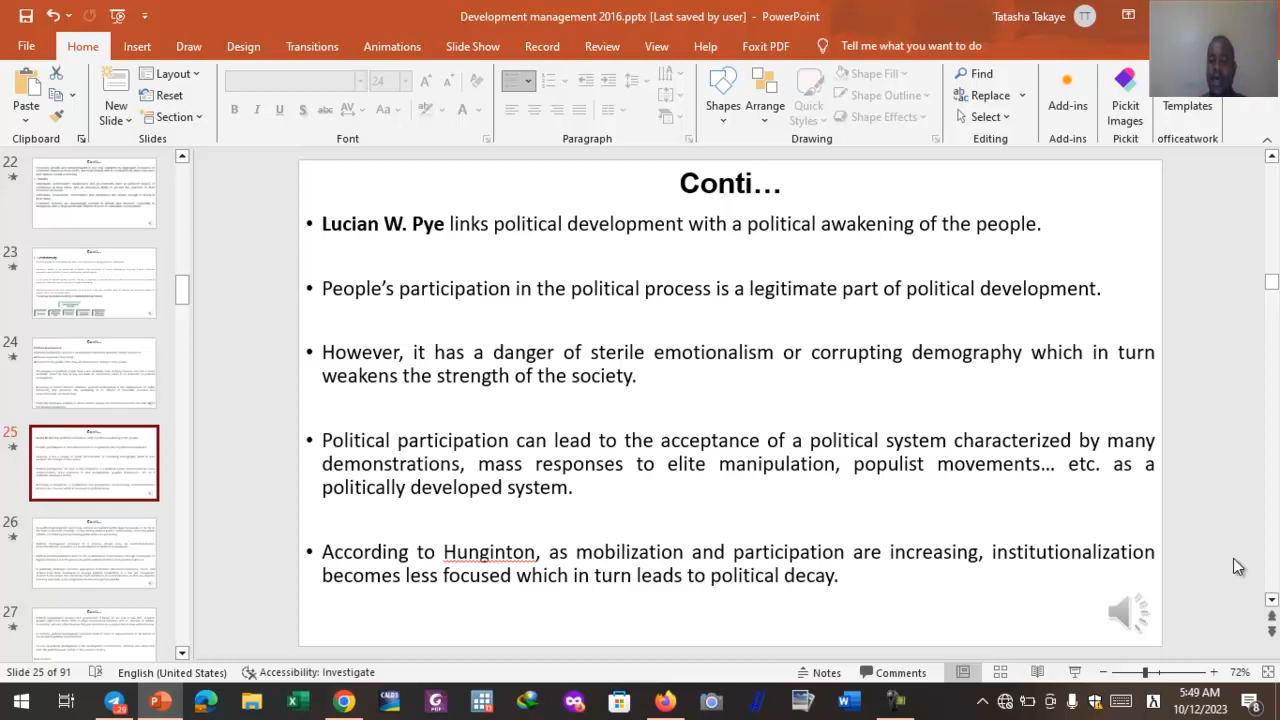 Development management 2016.pptx [Last saved by user] - PowerPoint
Tatasha Takaye
TT
File Home Insert Draw Design Transitions Animations Slide Show Record Review View Help Foxit PDF Tell me what you want to do
Paste
New Slide
Layout
Reset
Section
24
Shapes
Arrange
Quick Styles
Shape Fill
Shape Outline
Shape Effects
Find
Replace
Select
Add-ins
Pickit Images
Templates
Clipboard Slides Font Paragraph Drawing Editing Add-ins Pickit officeatwork
22
23
24
25
26
27
Conti…
• Lucian W. Pye links political development with a political awakening of the people.
• People’s participation in the political process is a legitimate part of political development.
• However, it has a danger of sterile emotionalism or corrupting demography which in turn
weakens the strength of the society.
• Political participation can lead to the acceptance of a political system characterized by many
demonstrations, mass responses to elite manipulation, populist movements… etc. as a
politically developed system.
• According to Hungintom as mobilization and participation are increasing, institutionalization
becomes less focused which in turn leads to political decay.
Slide 25 of 91
English (United States)
Accessibility: Investigate
Notes
Comments
72%
29
CALDS
5:49 AM
10/12/2023
8